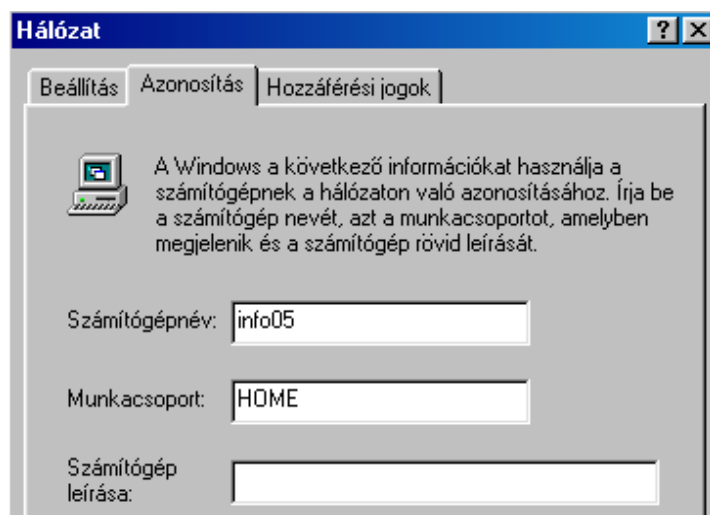 Hálózat
Beállítás Azonosítás Hozzáférési jogok
A Windows a következő információkat használja a
számítógépnek a hálózaton való azonosításához. Írja be
a számítógép nevét, azt a munkacsoportot, amelyben
megjelenik és a számítógép rövid leírását.
Számítógépnév: info05
Munkacsoport: HOME
Számítógép
leírása: